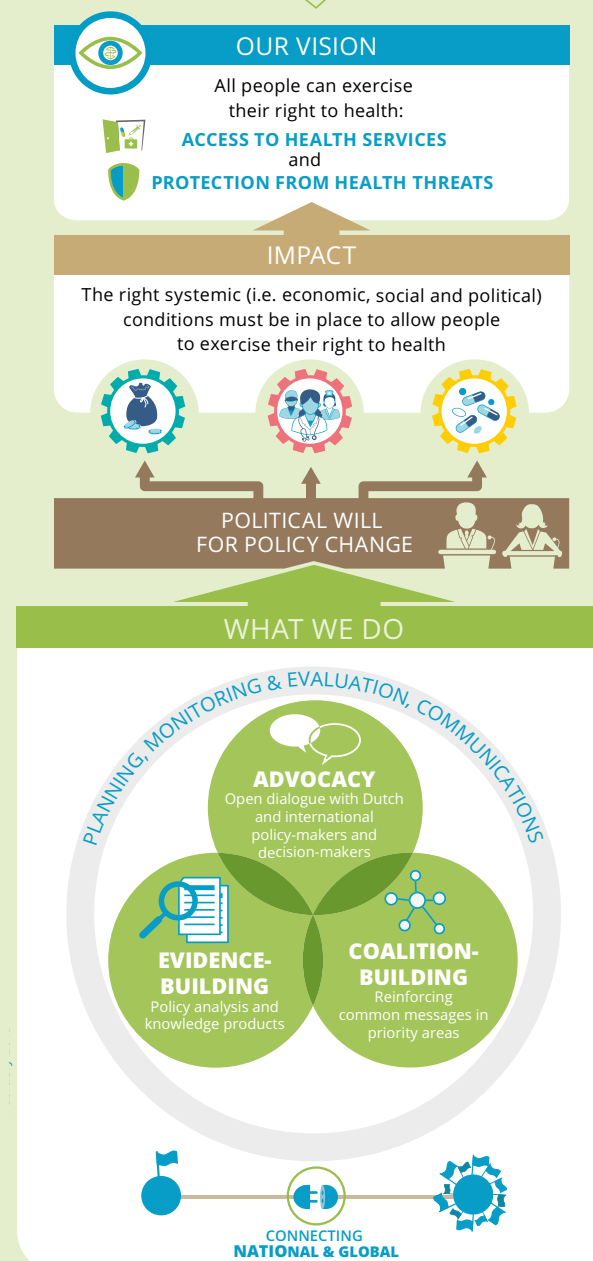 OUR VISION
All people can exercise
their right to health:
ACCESS TO HEALTH SERVICES
and
PROTECTION FROM HEALTH THREATS
IMPACT
The right systemic (i.e. economic, social and political)
conditions must be in place to allow people
to exercise their right to health
POLITICAL WILL
FOR POLICY CHANGE
WHAT WE DO
PLANNING, MONITORING & EVALUATION, COMMUNICATIONS
ADVOCACY
Open dialogue with Dutch
and international
policy-makers and
decision-makers
EVIDENCE-
BUILDING
Policy analysis and
knowledge products
COALITION-
BUILDING
Reinforcing
common messages in
priority areas
CONNECTING
NATIONAL & GLOBAL